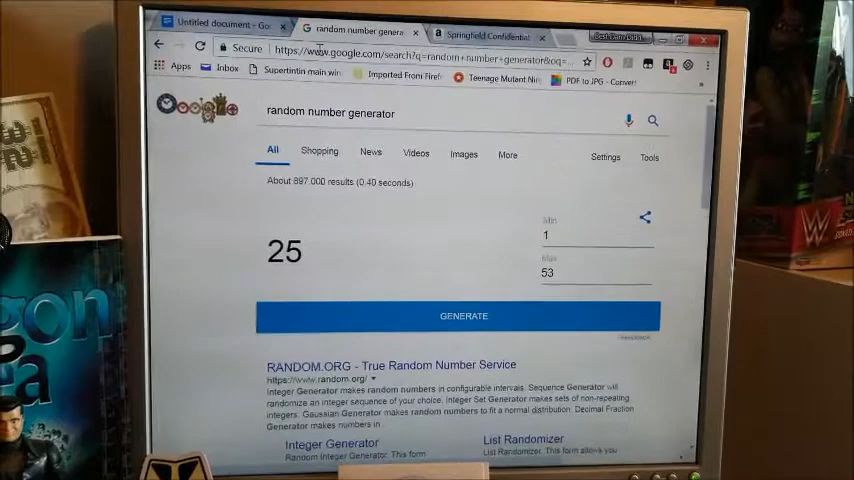 Untitled document - Go
random number genera
Springfield Confidential
Secure
https://www.google.com/search?q=random+number+generator&oq=...
Apps
Inbox
Supertintin main win
Imported From Firef
Teenage Mutant Nin
PDF to JPG - Convert
random number generator
All
Shopping
News
Videos
Images
More
Settings
Tools
About 897,000 results (0.40 seconds)
Min
1
25
Max
53
GENERATE
Feedback
RANDOM.ORG - True Random Number Service
https://www.random.org/
Integer Generator makes random numbers in configurable intervals. Sequence Generator will
randomize an integer sequence of your choice. Integer Set Generator makes sets of non-repeating
integers. Gaussian Generator makes random numbers to fit a normal distribution. Decimal Fraction
Generator makes numbers in
Integer Generator
List Randomizer
Random Integer Generator. This form
List Randomizer. This form allows you
W